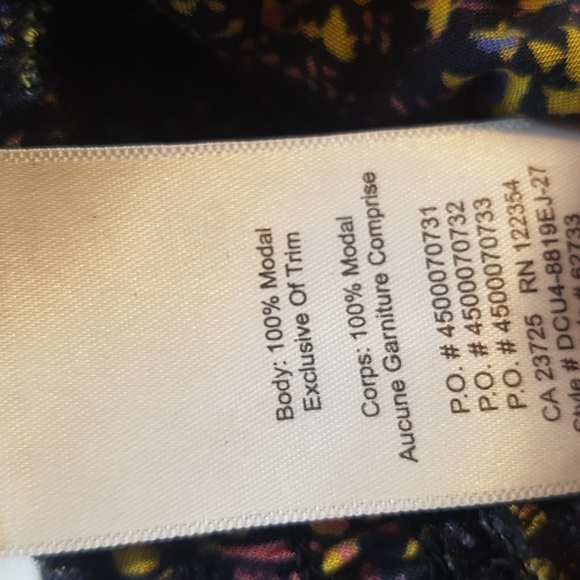 Body: 100% Modal
Exclusive Of Trim
Corps: 100% Modal
Aucune Garniture Comprise
P.O. # 4500070731
P.O. # 4500070732
P.O. # 4500070733
CA 23725 RN 122354
Style # DCU4-8819EJ-27
# 62733